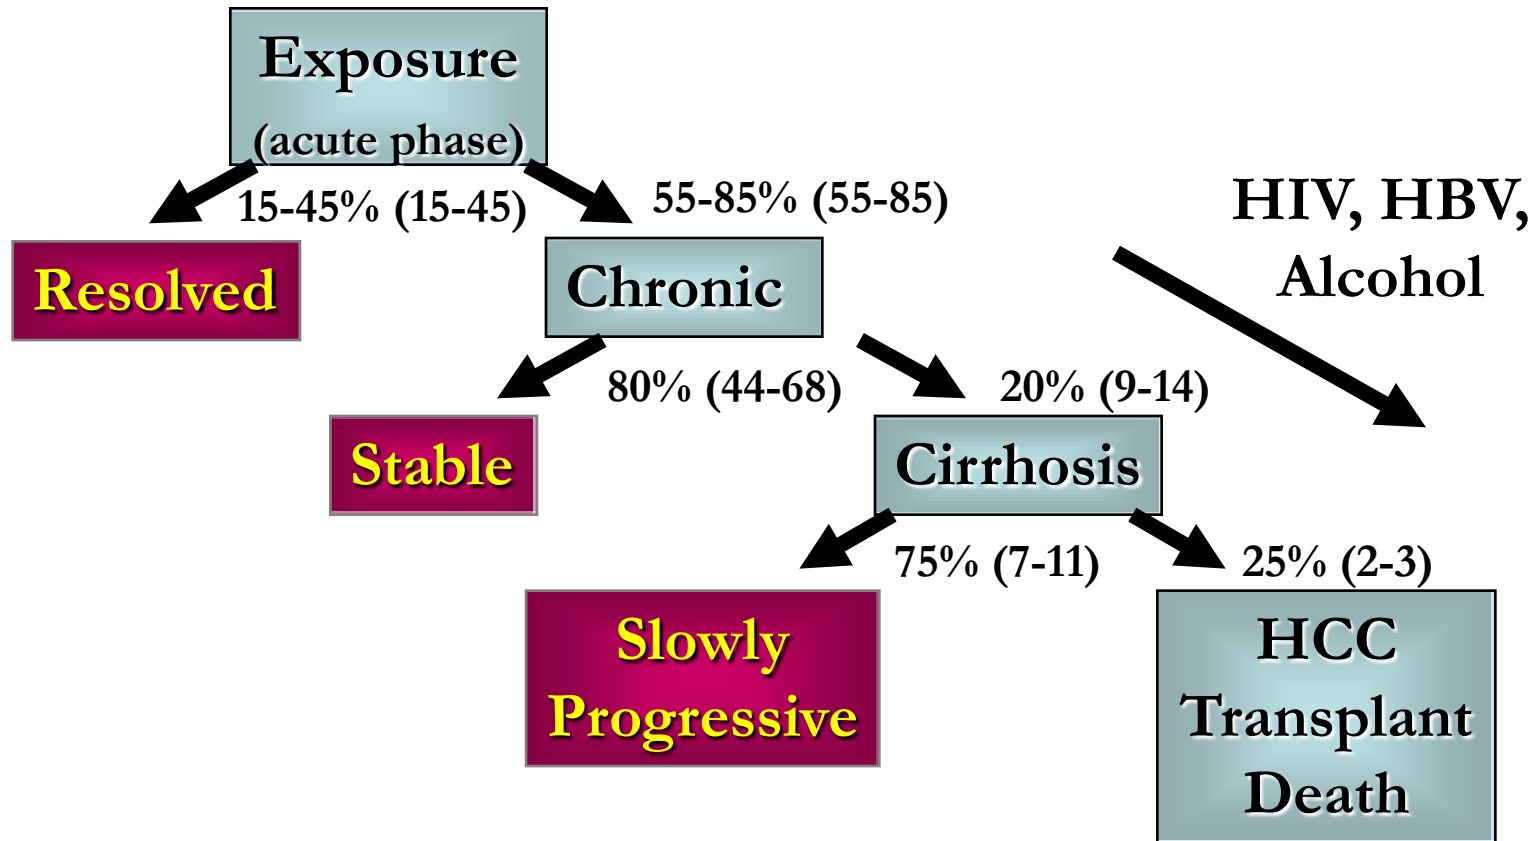 Exposure
(acute phase)
15-45% (15-45)
55-85% (55-85)
HIV, HBV,
Alcohol
Resolved
Chronic
80% (44-68)
20% (9-14)
Stable
Cirrhosis
75% (7-11)
25% (2-3)
Slowly
Progressive
HCC
Transplant
Death